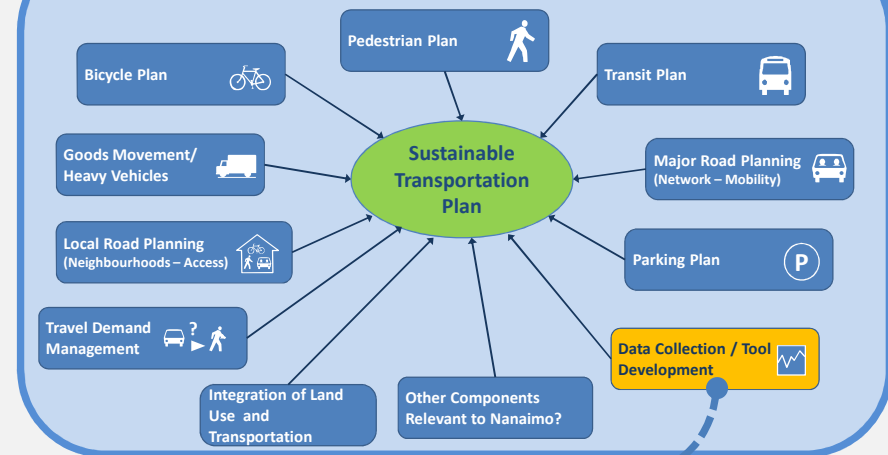 Pedestrian Plan
Bicycle Plan
Transit Plan
Sustainable
Transportation
Plan
Goods Movement/
Heavy Vehicles
Major Road Planning
(Network – Mobility)
Local Road Planning
(Neighbourhoods – Access)
Parking Plan
P
Travel Demand
Management
?
Data Collection / Tool
Development
Integration of Land
Use and
Transportation
Other Components
Relevant to Nanaimo?